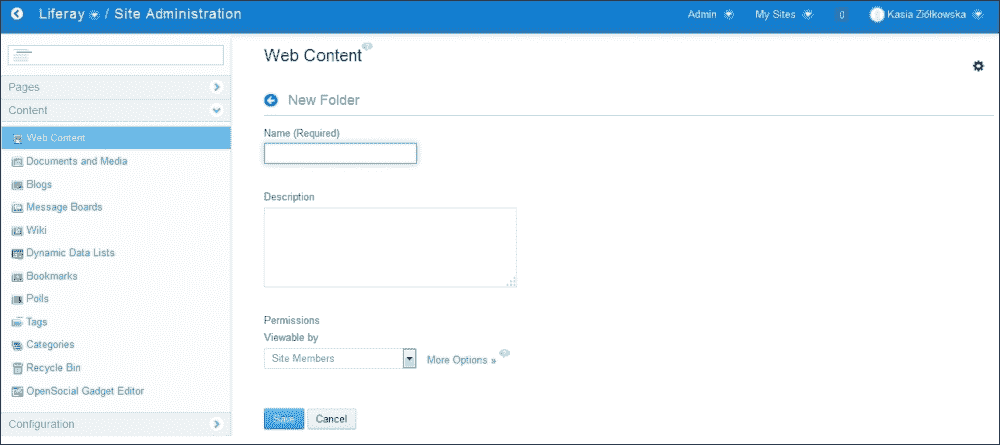 Liferay / Site Administration
Admin My Sites 0 Kasia Ziółkowska
Pages
Content
Web Content
Documents and Media
Blogs
Message Boards
Wiki
Dynamic Data Lists
Bookmarks
Polls
Tags
Categories
Recycle Bin
OpenSocial Gadget Editor
Configuration
Web Content
New Folder
Name (Required)
Description
Permissions
Viewable by
Site Members
More Options »
Save Cancel